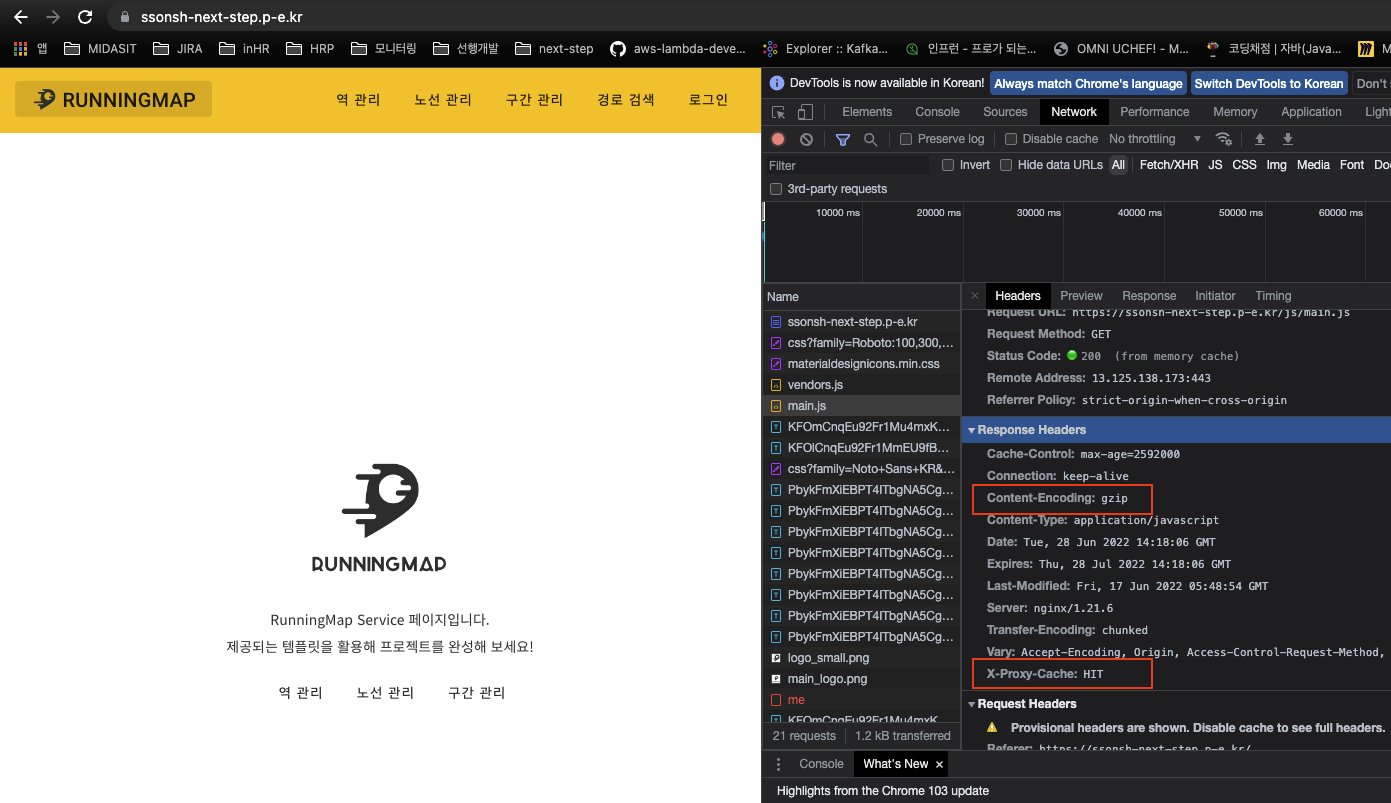 ssonsh-next-step.p-e.kr
앱 MIDASIT JIRA inHR HRP 모니터링 선행개발 next-step aws-lambda-deve... Explorer :: Kafka... 인프런 - 프로가 되는... OMNI UCHEF! - M... 코딩채점 | 자바(Java... M
RUNNINGMAP 역 관리 노선 관리 구간 관리 경로 검색 로그인
RUNNINGMAP
RunningMap Service 페이지입니다.
제공되는 템플릿을 활용해 프로젝트를 완성해 보세요!
역 관리 노선 관리 구간 관리
DevTools is now available in Korean! Always match Chrome's language Switch DevTools to Korean Don't
Elements Console Sources Network Performance Memory Application Light
Preserve log Disable cache No throttling
Filter Invert Hide data URLs All Fetch/XHR JS CSS Img Media Font Doc
3rd-party requests
10000 ms 20000 ms 30000 ms 40000 ms 50000 ms 60000 ms
Name
ssonsh-next-step.p-e.kr
css?family=Roboto:100,300,...
materialdesignicons.min.css
vendors.js
main.js
KFOmCnqEu92Fr1Mu4mxK...
KFOlCnqEu92Fr1MmEU9fB...
css?family=Noto+Sans+KR&...
PbykFmXiEBPT4ITbgNA5Cg...
PbykFmXiEBPT4ITbgNA5Cg...
PbykFmXiEBPT4ITbgNA5Cg...
PbykFmXiEBPT4ITbgNA5Cg...
PbykFmXiEBPT4ITbgNA5Cg...
PbykFmXiEBPT4ITbgNA5Cg...
PbykFmXiEBPT4ITbgNA5Cg...
PbykFmXiEBPT4ITbgNA5Cg...
logo_small.png
main_logo.png
me
KFOmCnqEu92Fr1Mu4mxK
21 requests 1.2 kB transferred
Headers Preview Response Initiator Timing
Request URL: https://ssonsh-next-step.p-e.kr/js/main.js
Request Method: GET
Status Code: 200 (from memory cache)
Remote Address: 13.125.138.173:443
Referrer Policy: strict-origin-when-cross-origin
Response Headers
Cache-Control: max-age=2592000
Connection: keep-alive
Content-Encoding: gzip
Content-Type: application/javascript
Date: Tue, 28 Jun 2022 14:18:06 GMT
Expires: Thu, 28 Jul 2022 14:18:06 GMT
Last-Modified: Fri, 17 Jun 2022 05:48:54 GMT
Server: nginx/1.21.6
Transfer-Encoding: chunked
Vary: Accept-Encoding, Origin, Access-Control-Request-Method,
X-Proxy-Cache: HIT
Request Headers
Provisional headers are shown. Disable cache to see full headers.
Referer: https://ssonsh-next-step.p-e.kr/
Console What's New
Highlights from the Chrome 103 update